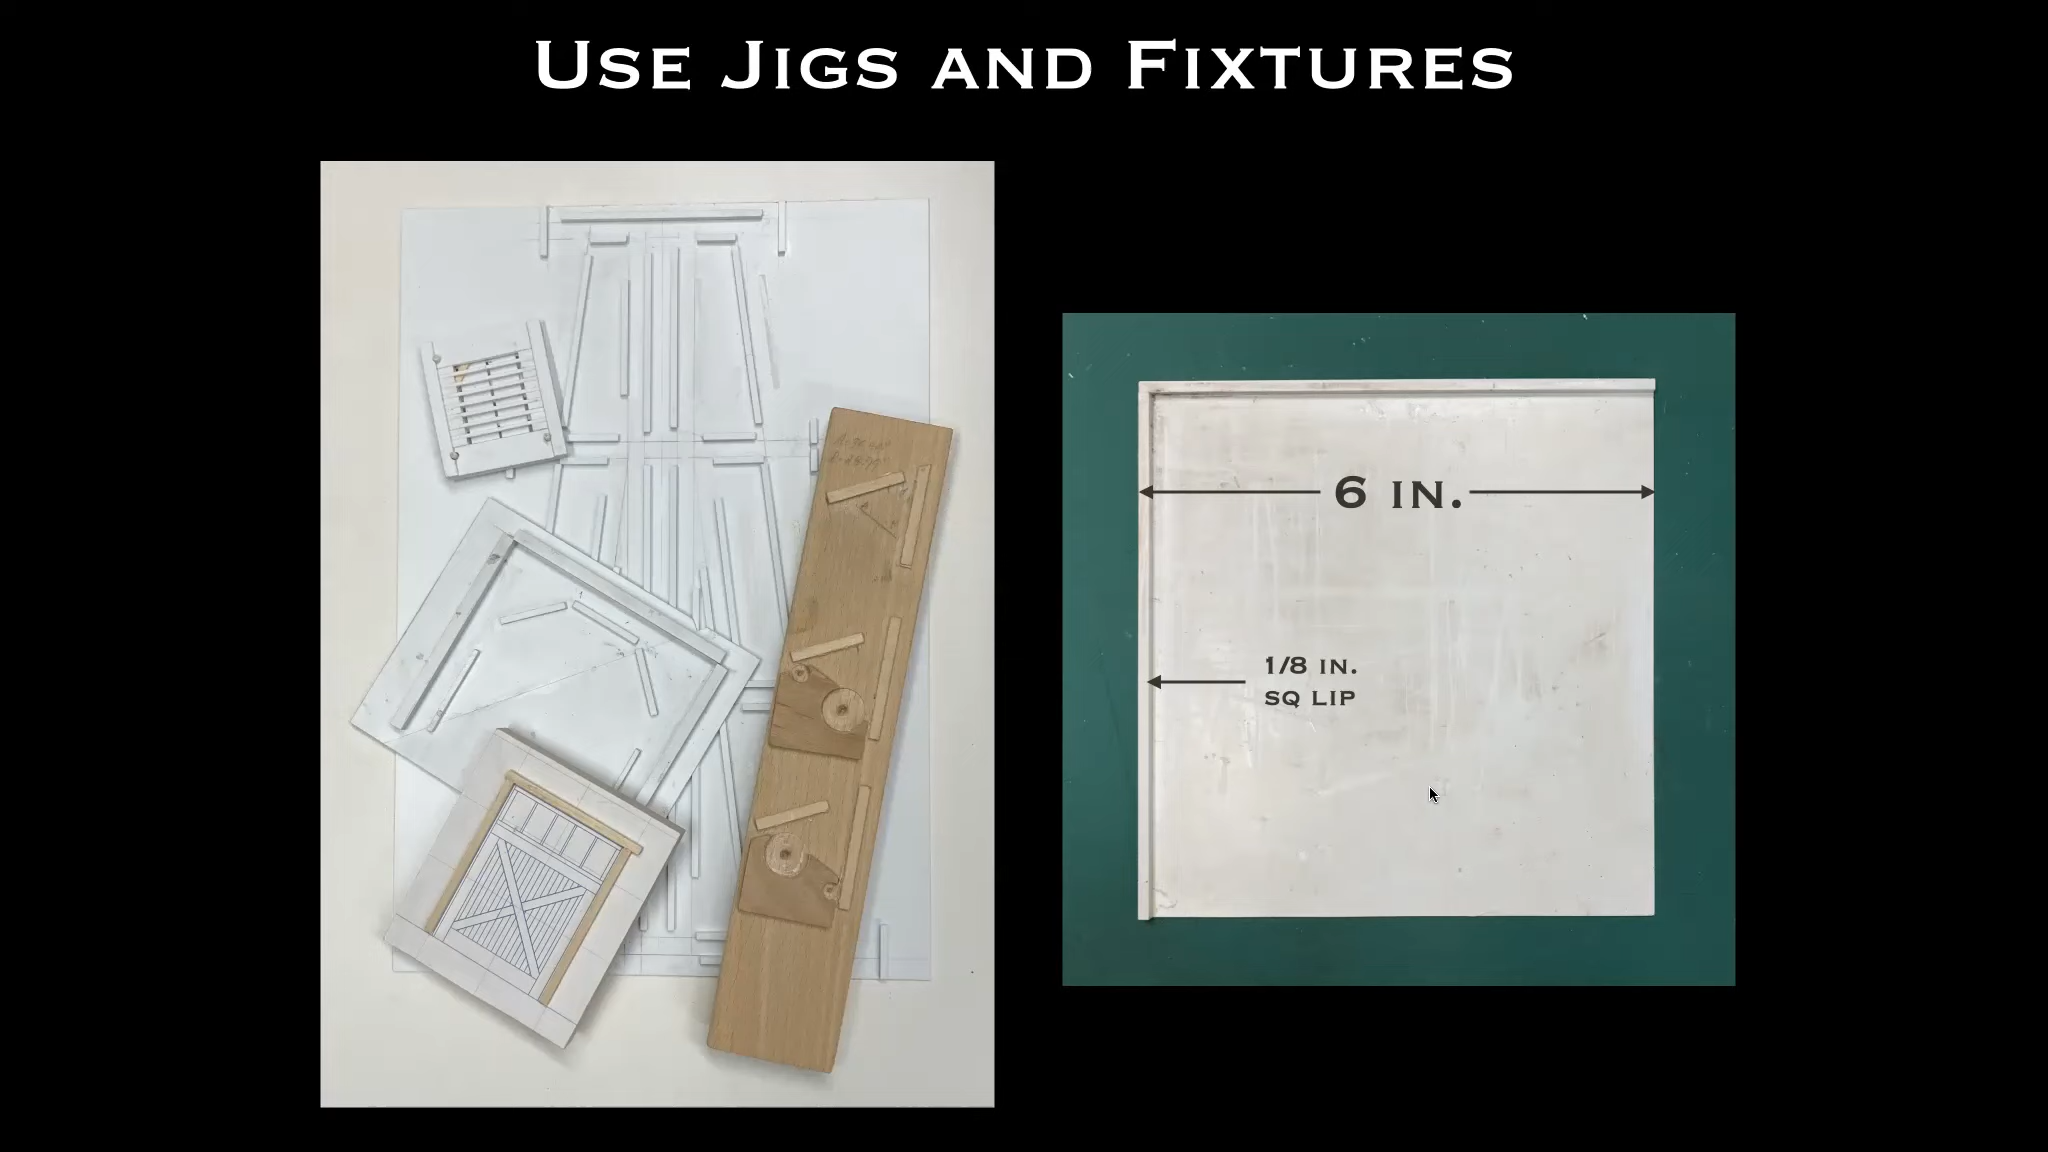 Use Jigs and Fixtures
6 in.
1/8 in.
sq lip